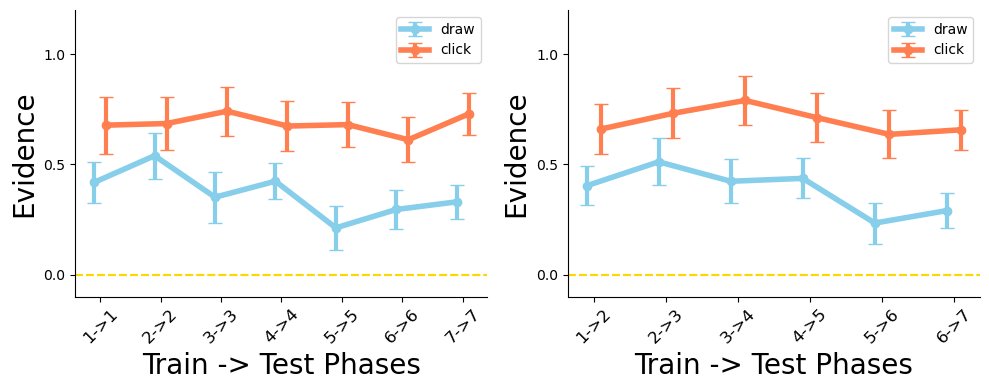 draw
click
1.0
0.5
0.0
Evidence
1->1
2->2
3->3
4->4
5->5
6->6
7->7
Train -> Test Phases
draw
click
1.0
0.5
0.0
Evidence
1->2
2->3
3->4
4->5
5->6
6->7
Train -> Test Phases